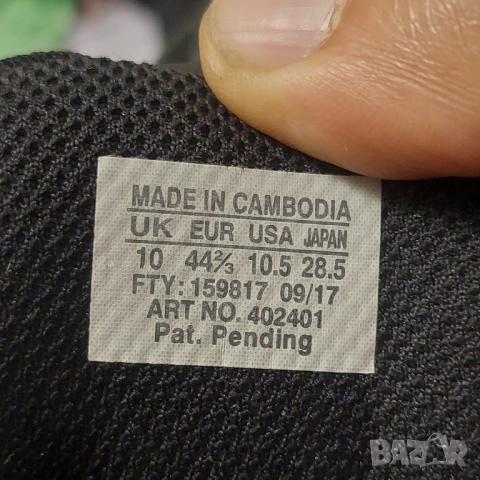 MADE IN CAMBODIA
UK EUR USA JAPAN
10 44⅔ 10.5 28.5
FTY: 159817 09/17
ART NO. 402401
Pat. Pending
BAZAR